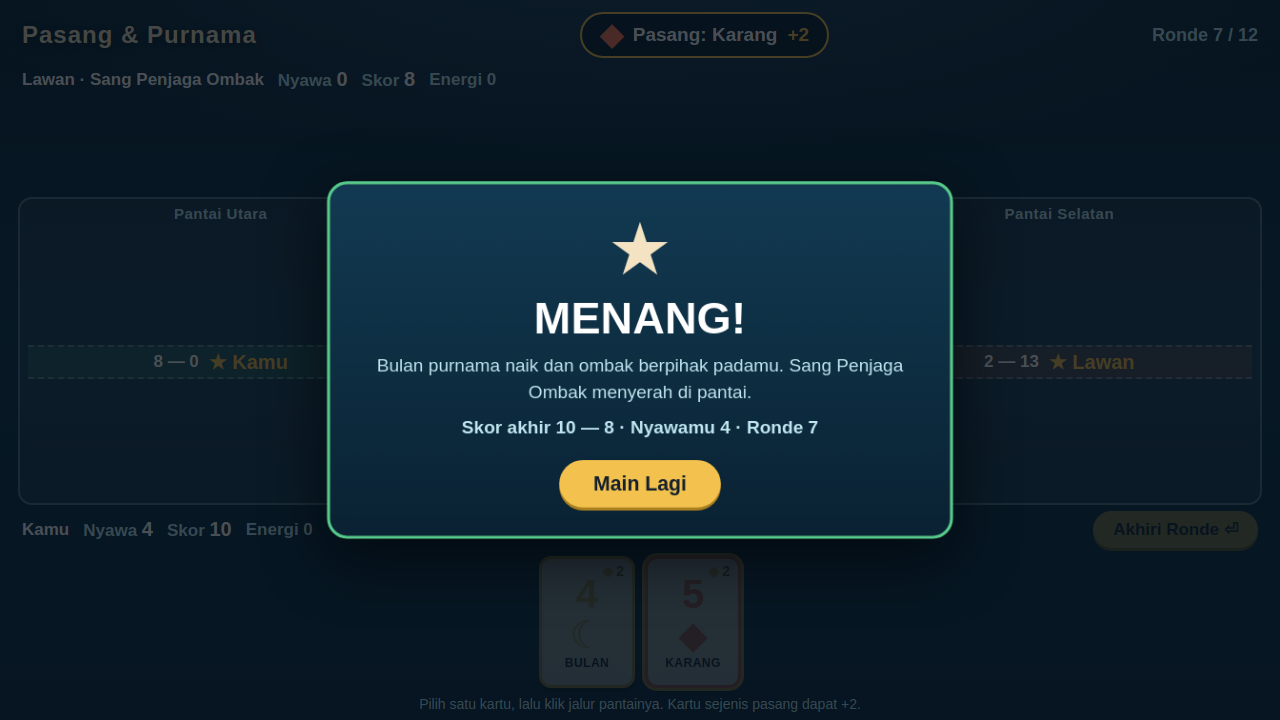 Pasang & Purnama
Pasang: Karang +2
Ronde 7 / 12
Lawan · Sang Penjaga Ombak Nyawa 0 Skor 8 Energi 0
Pantai Utara
Pantai Selatan
8 — 0 ★ Kamu
2 — 13 ★ Lawan
MENANG!
Bulan purnama naik dan ombak berpihak padamu. Sang Penjaga
Ombak menyerah di pantai.
Skor akhir 10 — 8 · Nyawamu 4 · Ronde 7
Main Lagi
Kamu Nyawa 4 Skor 10 Energi 0
Akhiri Ronde ⏎
2
4
BULAN
2
5
KARANG
Pilih satu kartu, lalu klik jalur pantainya. Kartu sejenis pasang dapat +2.